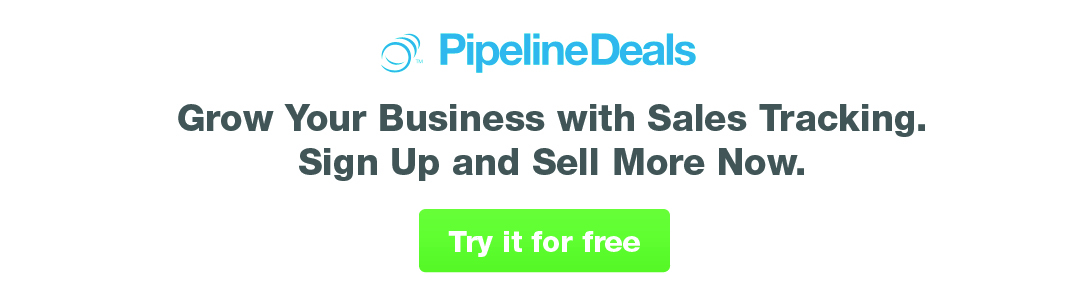 PipelineDeals
Grow Your Business with Sales Tracking.
Sign Up and Sell More Now.
Try it for free